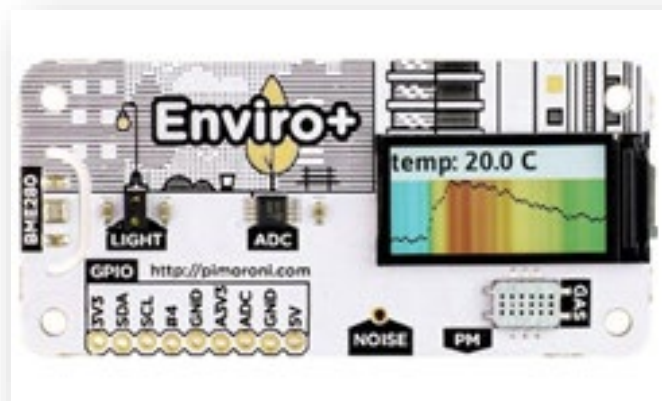 Enviro+
temp: 20.0 C
BME280
LIGHT
ADC
GPIO http://pimoroni.com
3V3 SDA SCL #4 GND A3V3 ADC GND 5V
GAS
NOISE
PM